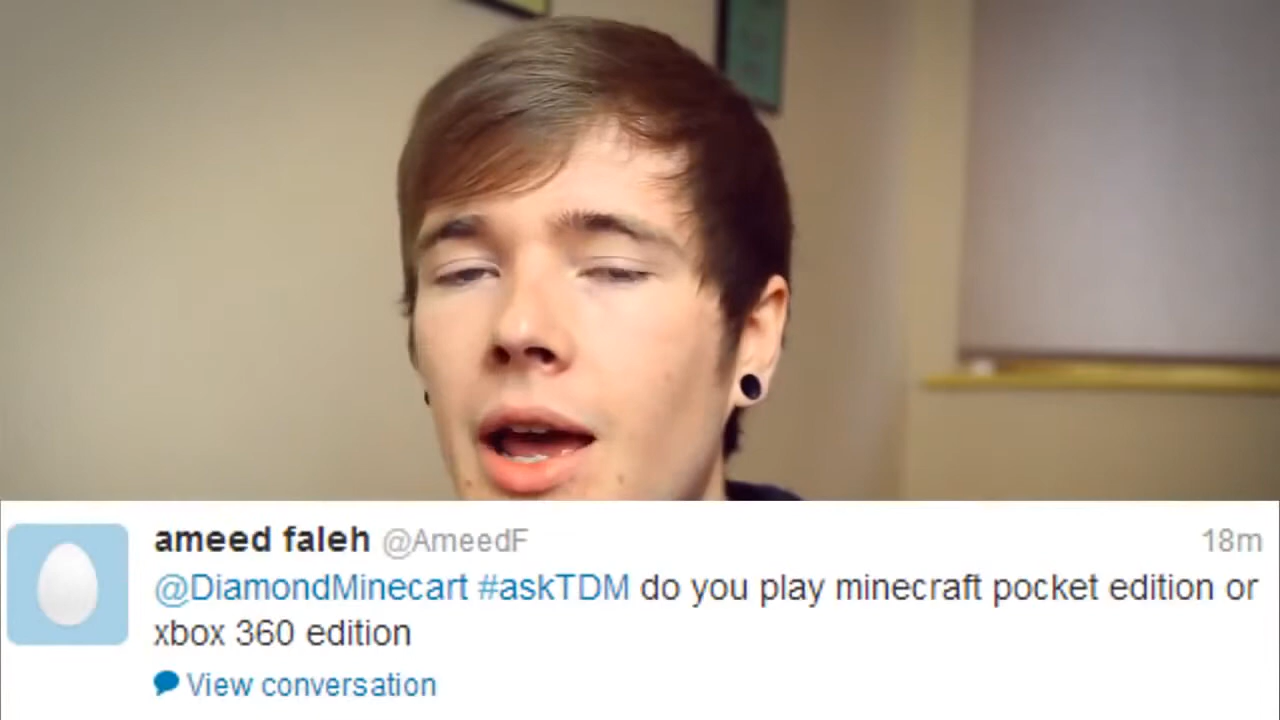 ameed faleh @AmeedF 18m
@DiamondMinecart #askTDM do you play minecraft pocket edition or
xbox 360 edition
View conversation